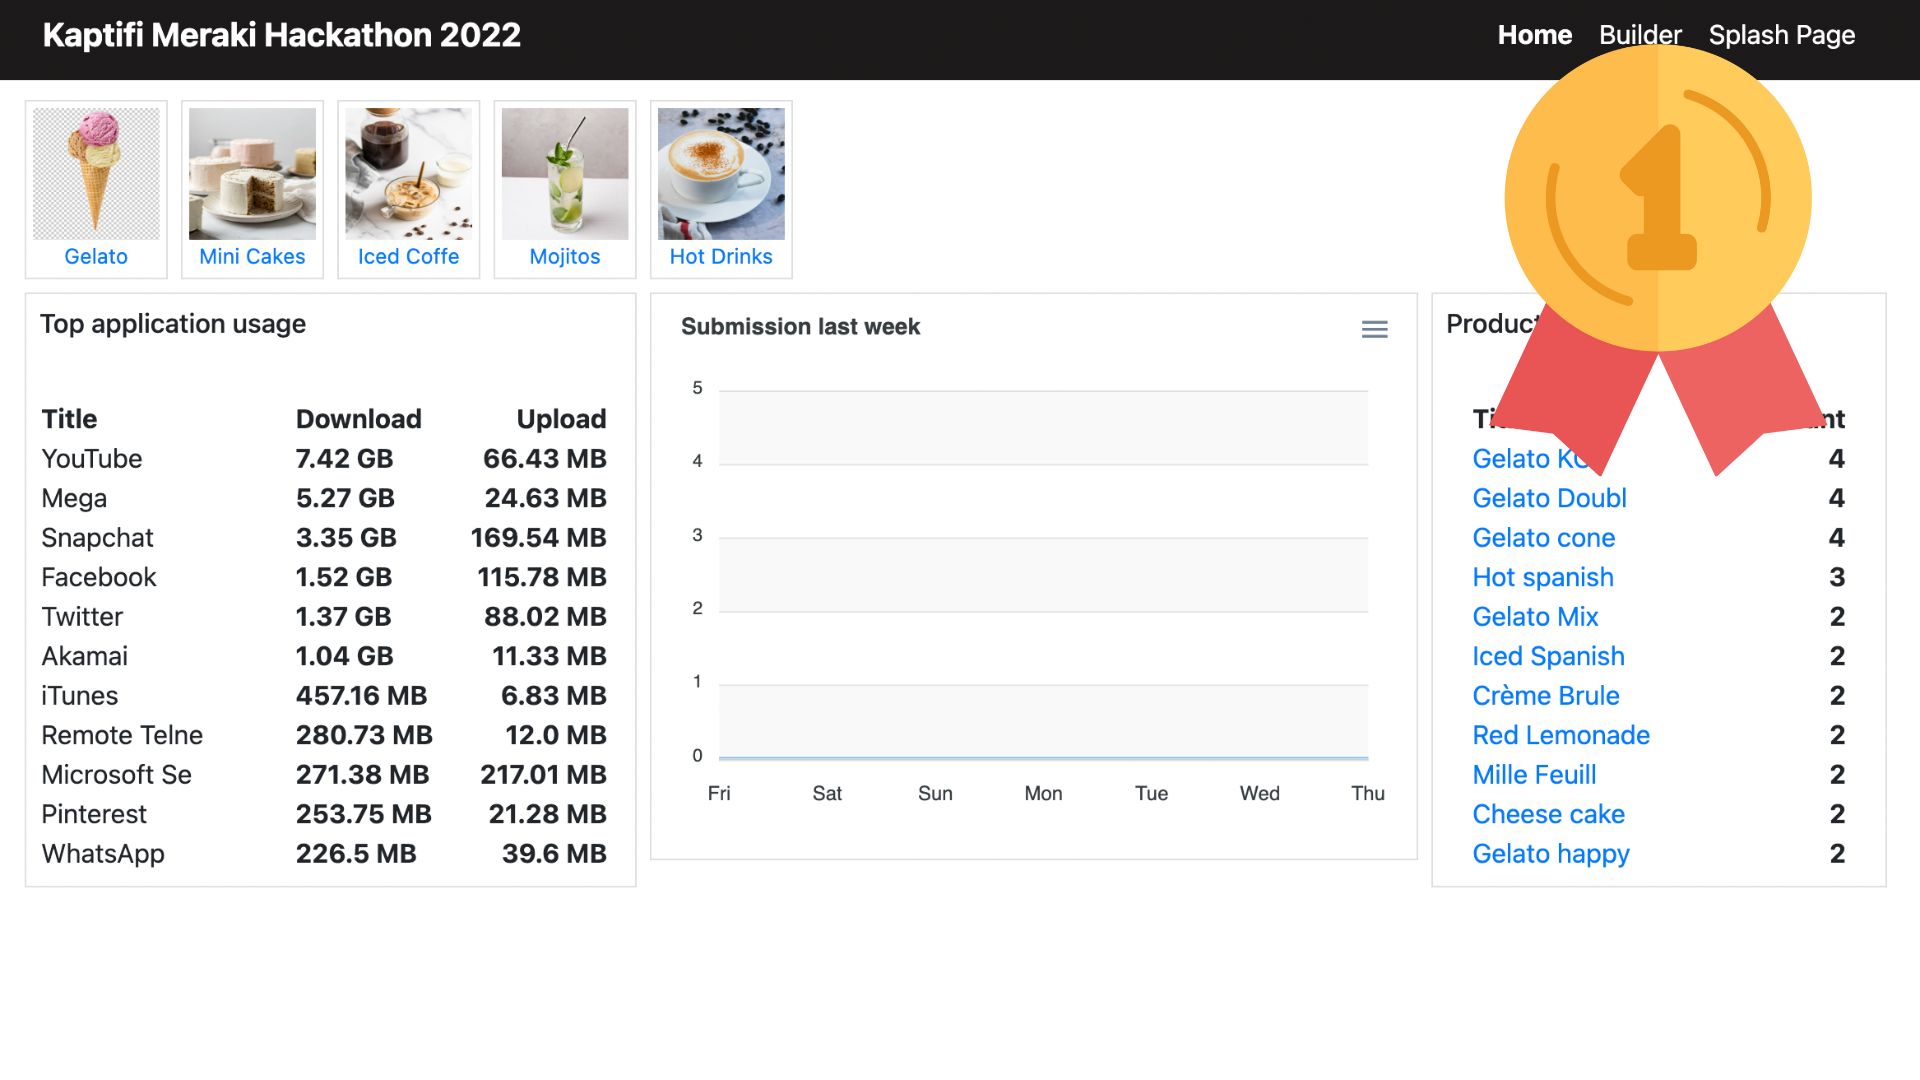 Kaptifi Meraki Hackathon 2022
Home Builder Splash Page
Gelato
Mini Cakes
Iced Coffe
Mojitos
Hot Drinks
Top application usage
Title Download Upload
YouTube 7.42 GB 66.43 MB
Mega 5.27 GB 24.63 MB
Snapchat 3.35 GB 169.54 MB
Facebook 1.52 GB 115.78 MB
Twitter 1.37 GB 88.02 MB
Akamai 1.04 GB 11.33 MB
iTunes 457.16 MB 6.83 MB
Remote Telne 280.73 MB 12.0 MB
Microsoft Se 271.38 MB 217.01 MB
Pinterest 253.75 MB 21.28 MB
WhatsApp 226.5 MB 39.6 MB
Submission last week
5
4
3
2
1
0
Fri Sat Sun Mon Tue Wed Thu
1
Gelato 4
Gelato Doubl 4
Gelato cone 4
Hot spanish 3
Gelato Mix 2
Iced Spanish 2
Crème Brule 2
Red Lemonade 2
Mille Feuill 2
Cheese cake 2
Gelato happy 2